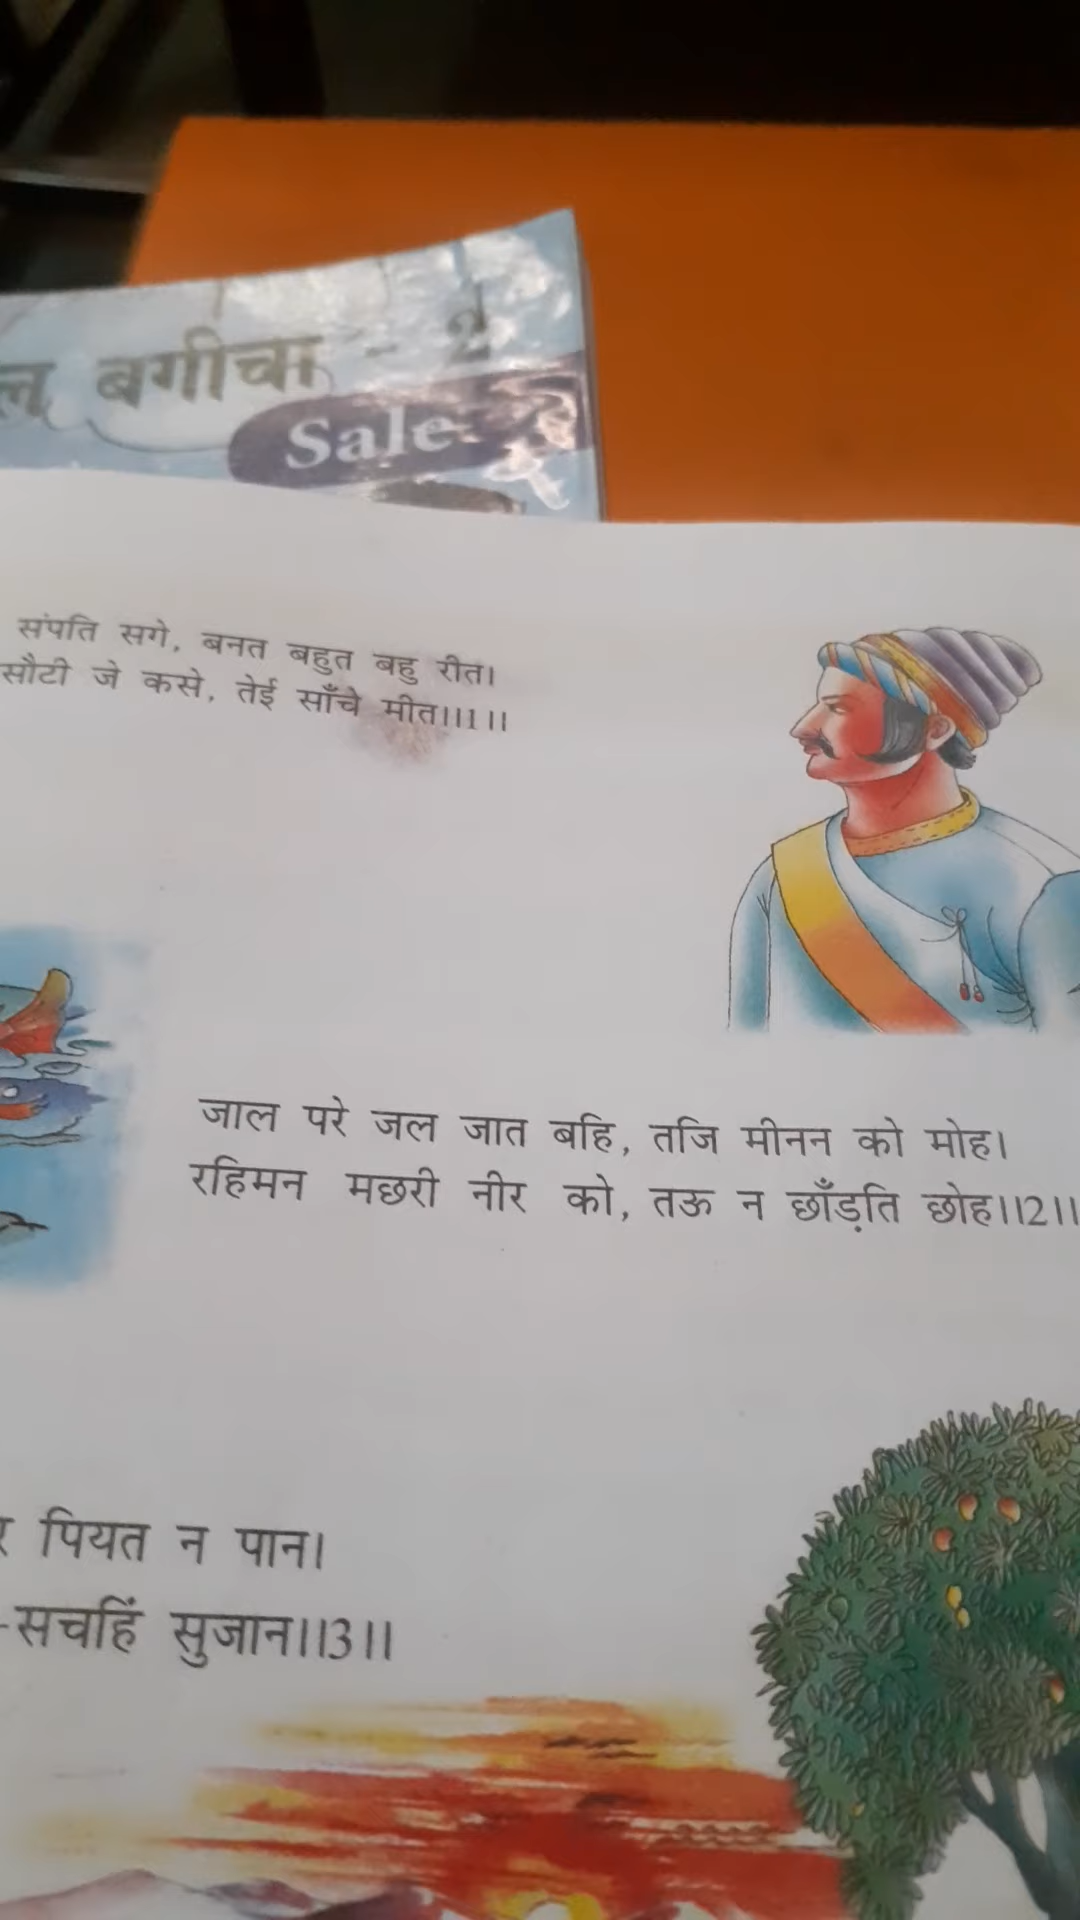 बगीचा - 2
Sale
संपति सगे, बनत बहुत बहु रीत।
सौटी जे कसे, तेई साँचे मीत।।1।।
जाल परे जल जात बहि, तजि मीनन को मोह।
रहिमन मछरी नीर को, तऊ न छाँड़ति छोह।।2।।
पियत न पान।
-सचहिं सुजान।।3।।